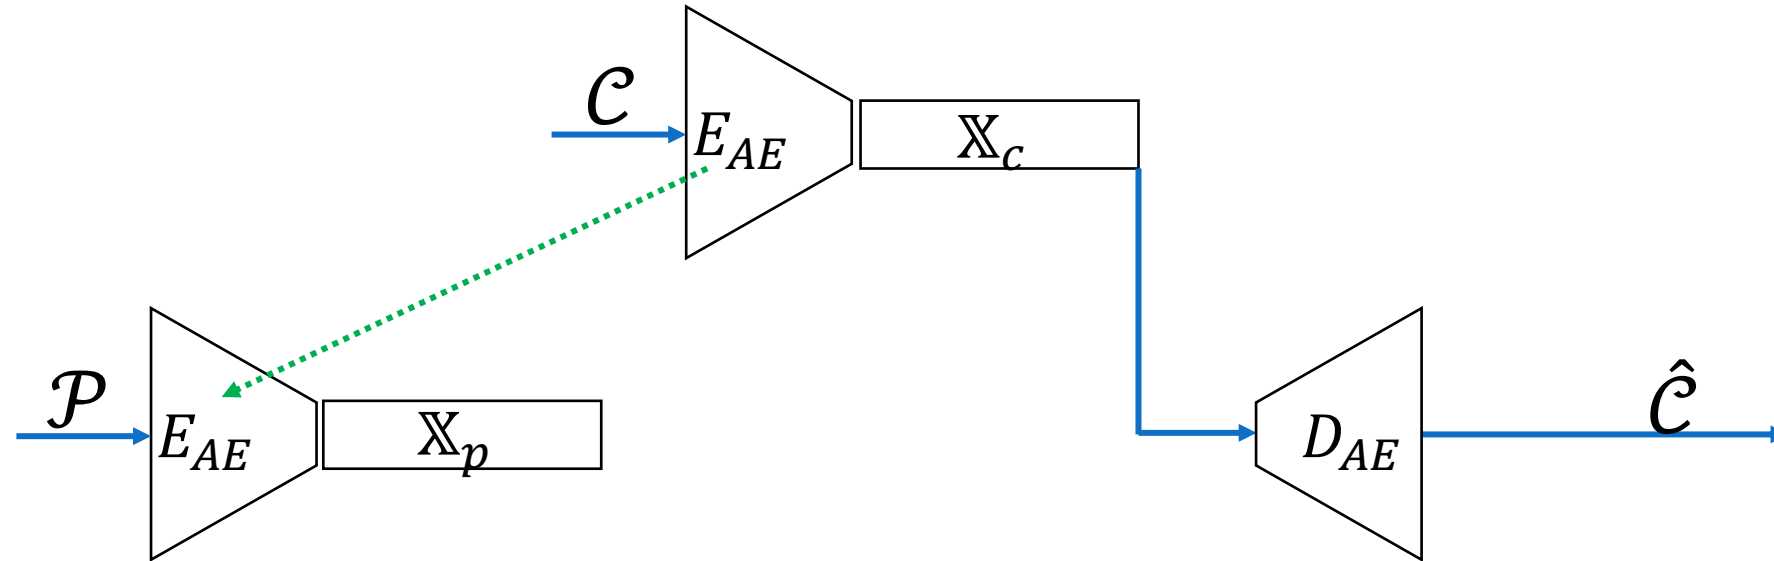 𝒞
E_AE
𝕏_c
𝒫
E_AE
𝕏_p
D_AE
𝒞̂